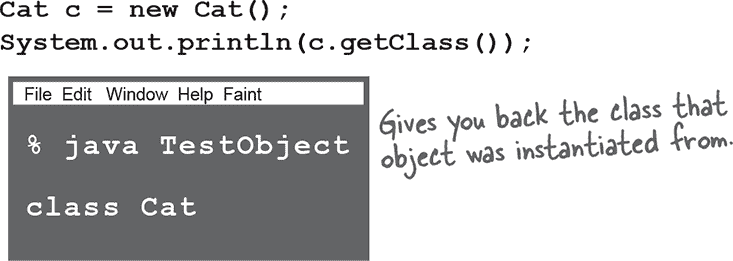 Cat c = new Cat();
System.out.println(c.getClass());
File Edit Window Help Faint
% java TestObject
class Cat
Gives you back the class that
object was instantiated from.